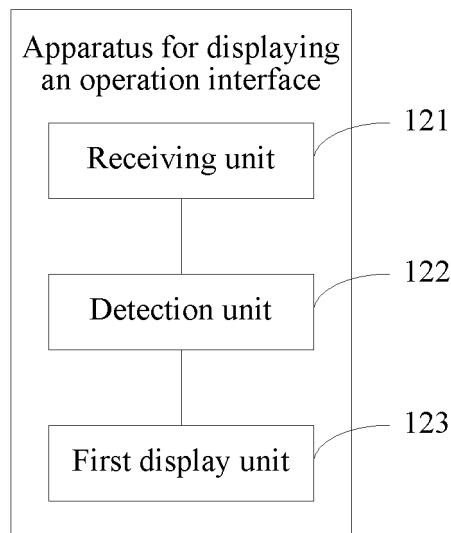 Apparatus for displaying
an operation interface
121
Receiving unit
122
Detection unit
123
First display unit